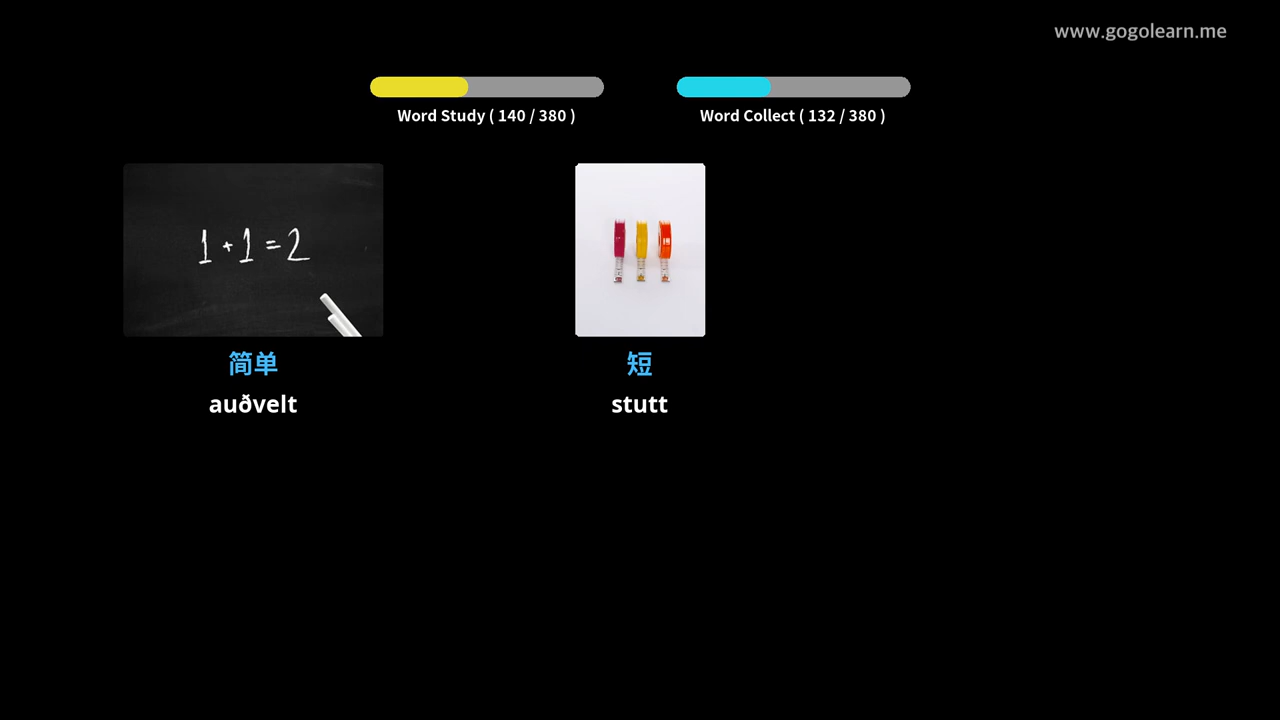 www.gogolearn.me
Word Study ( 140 / 380 )
Word Collect ( 132 / 380 )
1 + 1 = 2
简单
短
auðvelt
stutt